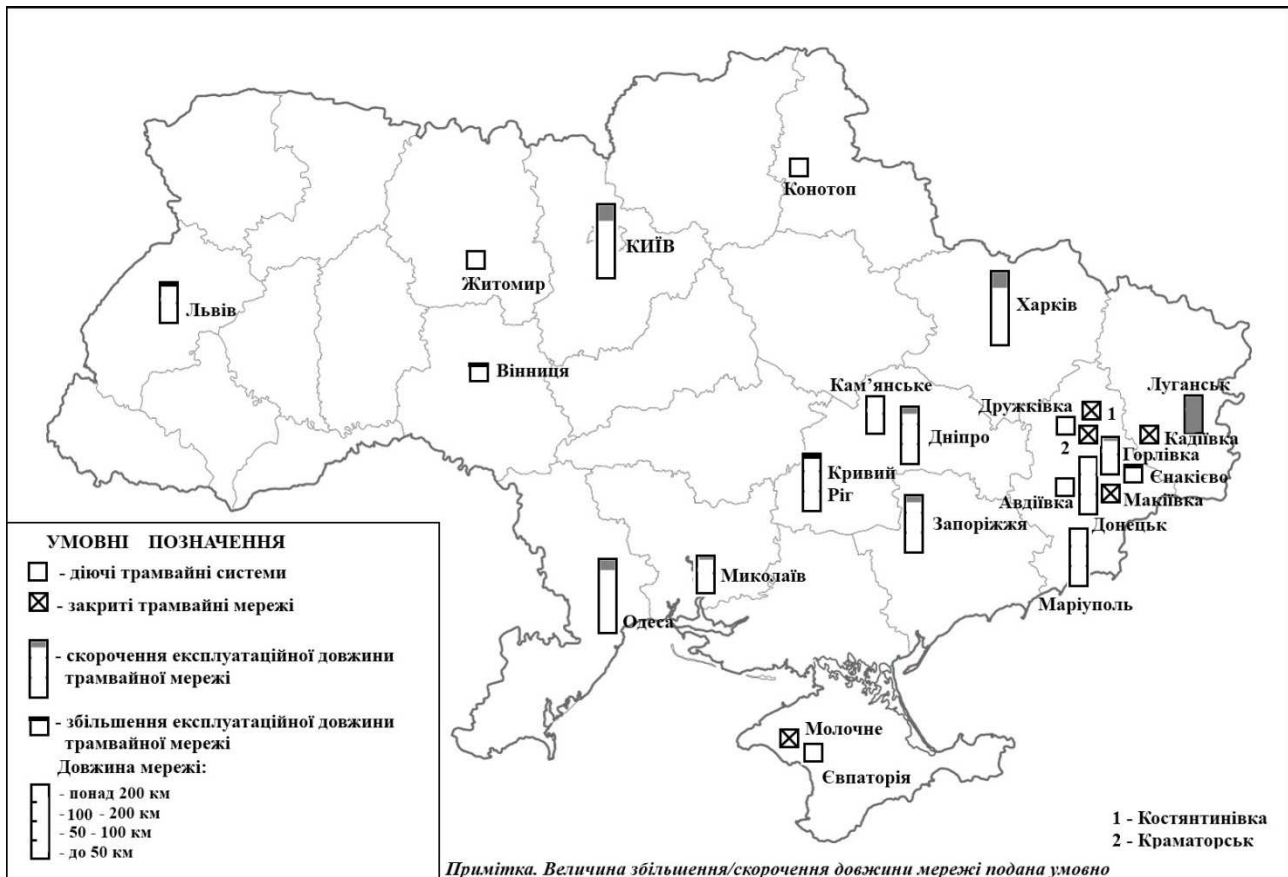 Конотоп
КИЇВ
Житомир
Львів
Харків
Вінниця
Кам’янське
Луганськ
Дружківка
1
Дніпро
2
Кадіївка
Горлівка
Кривий
Ріг
Єнакієво
Авдіївка
Макіївка
Запоріжжя
Донецьк
Миколаїв
Маріуполь
Одеса
Молочне
Євпаторія
УМОВНІ ПОЗНАЧЕННЯ
- діючі трамвайні системи
- закриті трамвайні мережі
- скорочення експлуатаційної довжини
трамвайної мережі
- збільшення експлуатаційної довжини
трамвайної мережі
Довжина мережі:
- понад 200 км
- 100 - 200 км
- 50 - 100 км
- до 50 км
1 - Костянтинівка
2 - Краматорськ
Примітка. Величина збільшення/скорочення довжини мережі подана умовно